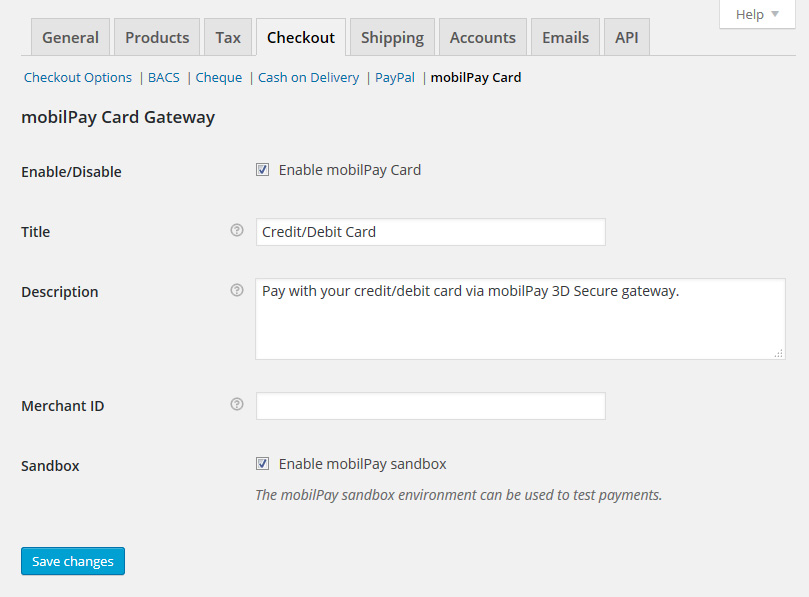 Help
General Products Tax Checkout Shipping Accounts Emails API
Checkout Options | BACS | Cheque | Cash on Delivery | PayPal | mobilPay Card
mobilPay Card Gateway
Enable/Disable Enable mobilPay Card
Title ? Credit/Debit Card
Description ? Pay with your credit/debit card via mobilPay 3D Secure gateway.
Merchant ID ?
Sandbox Enable mobilPay sandbox
The mobilPay sandbox environment can be used to test payments.
Save changes